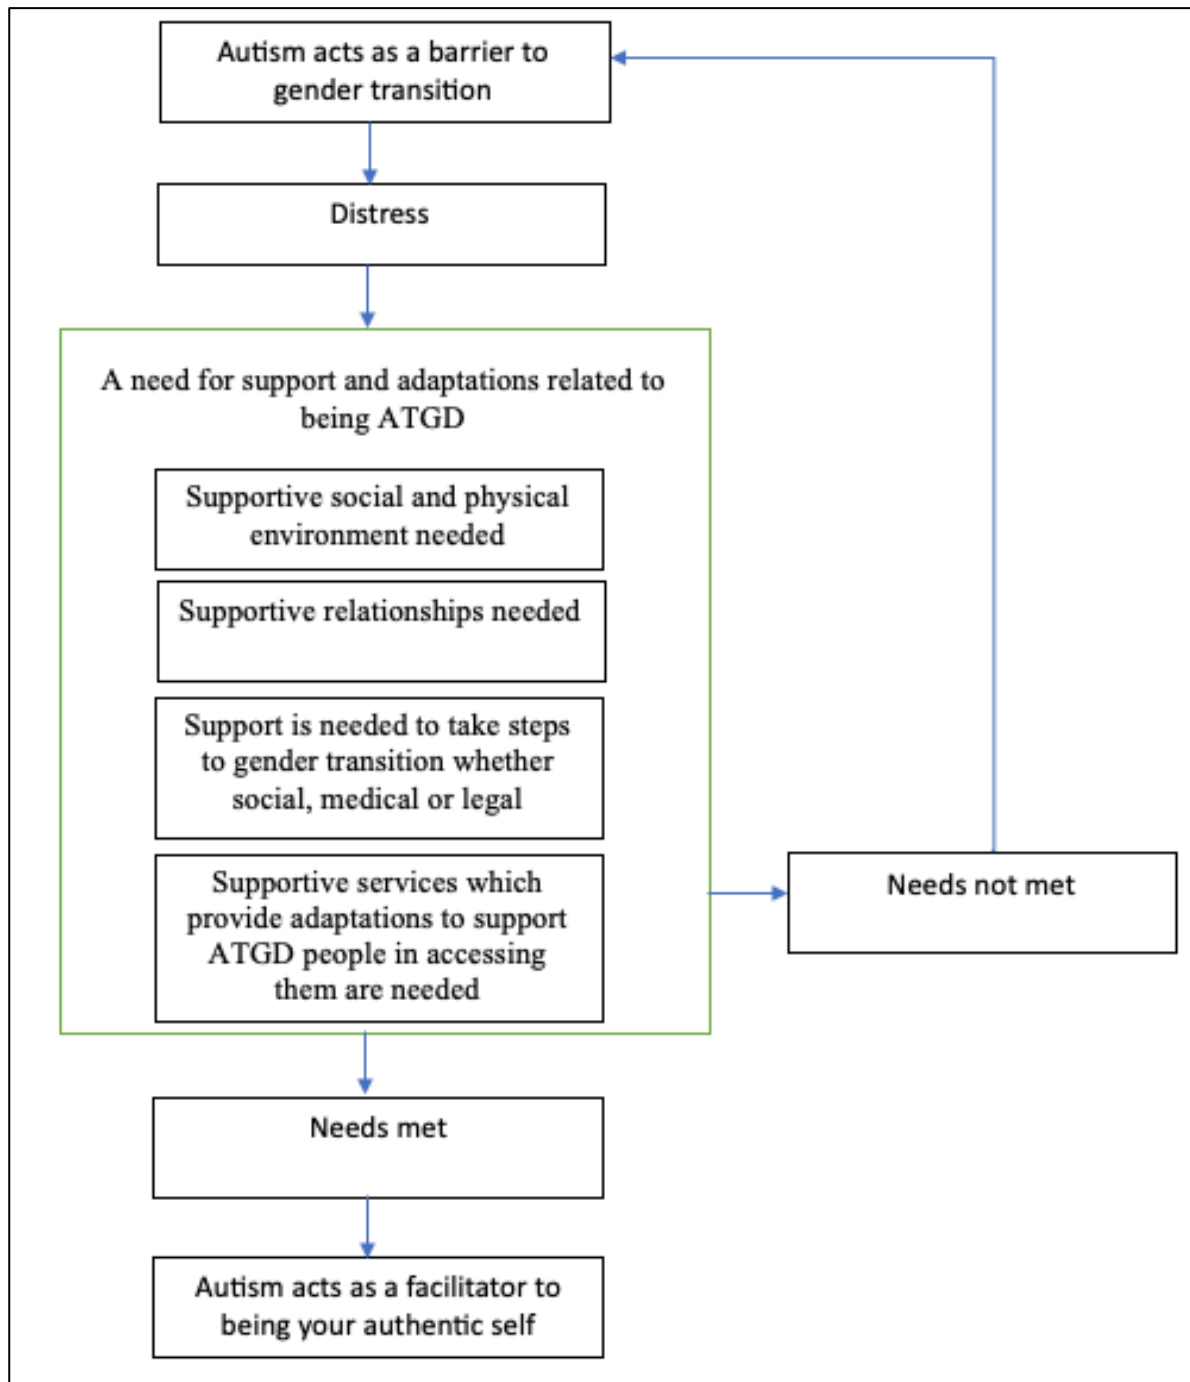 Autism acts as a barrier to
gender transition
Distress
A need for support and adaptations related to
being ATGD
Supportive social and physical
environment needed
Supportive relationships needed
Support is needed to take steps
to gender transition whether
social, medical or legal
Supportive services which
provide adaptations to support
ATGD people in accessing
them are needed
Needs not met
Needs met
Autism acts as a facilitator to
being your authentic self